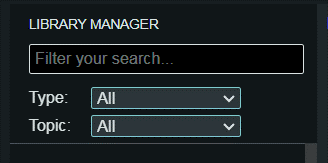 LIBRARY MANAGER
Filter your search...
Type: All
Topic: All